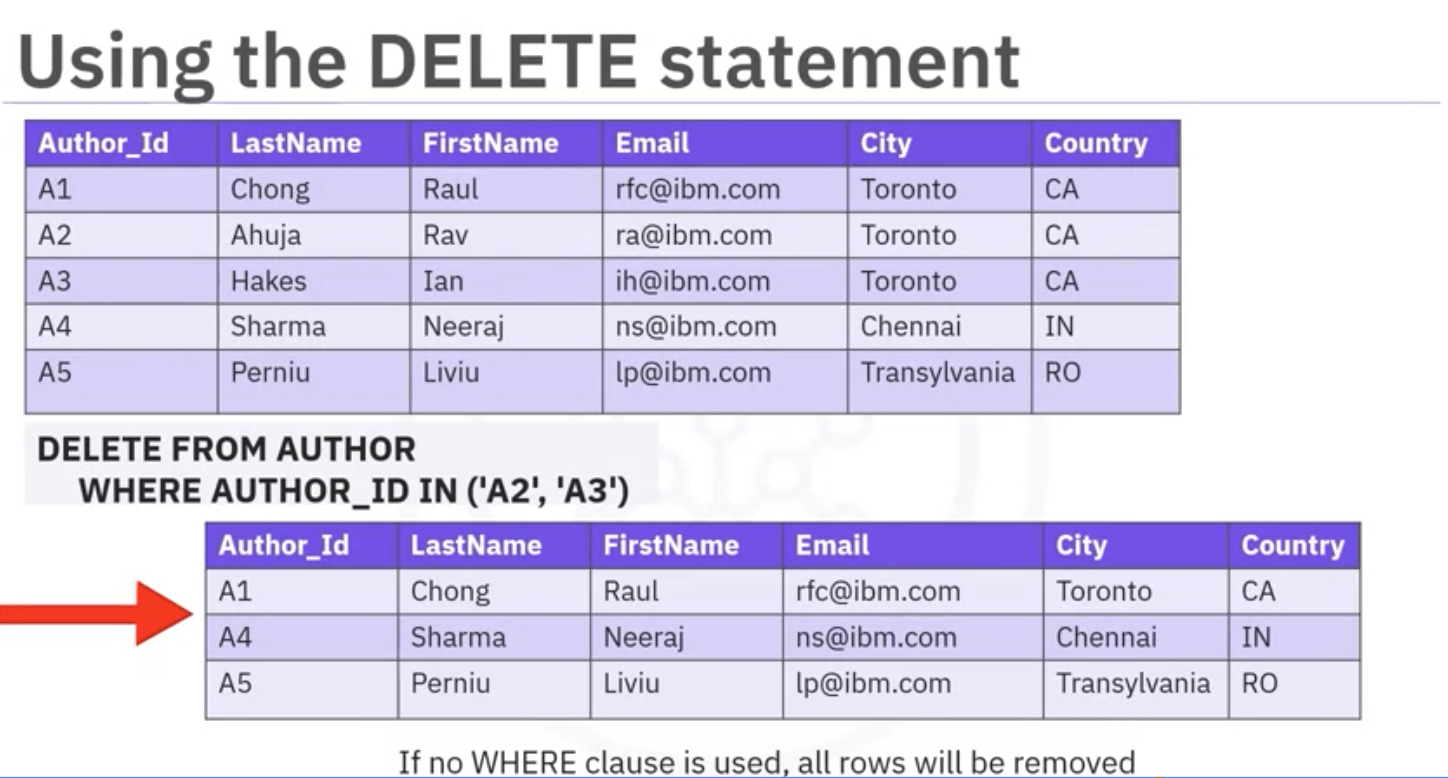 Using the DELETE statement
Author_Id LastName FirstName Email City Country
A1 Chong Raul rfc@ibm.com Toronto CA
A2 Ahuja Rav ra@ibm.com Toronto CA
A3 Hakes Ian ih@ibm.com Toronto CA
A4 Sharma Neeraj ns@ibm.com Chennai IN
A5 Perniu Liviu lp@ibm.com Transylvania RO
DELETE FROM AUTHOR
WHERE AUTHOR_ID IN ('A2', 'A3')
Author_Id LastName FirstName Email City Country
A1 Chong Raul rfc@ibm.com Toronto CA
A4 Sharma Neeraj ns@ibm.com Chennai IN
A5 Perniu Liviu lp@ibm.com Transylvania RO
If no WHERE clause is used, all rows will be removed